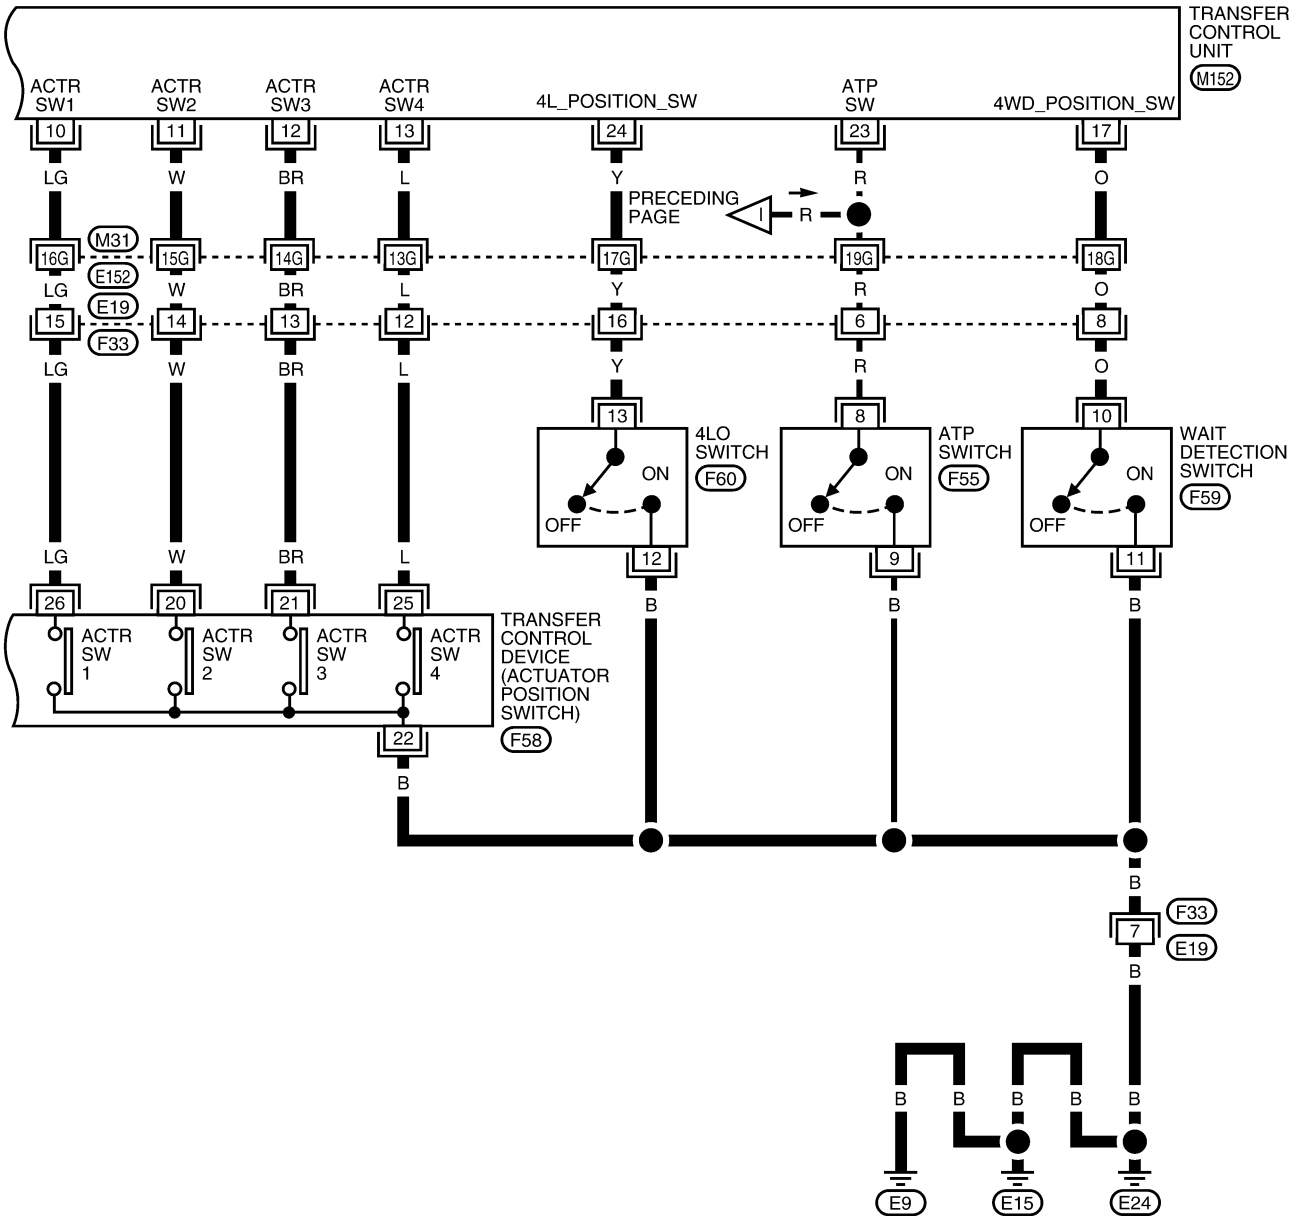 TRANSFER
CONTROL
UNIT
M152
ACTR
SW1
ACTR
SW2
ACTR
SW3
ACTR
SW4
4L_POSITION_SW
ATP
SW
4WD_POSITION_SW
10
11
12
13
24
23
17
LG
W
BR
L
Y
R
O
PRECEDING
PAGE
I
R
M31
16G
15G
14G
13G
17G
19G
18G
E152
LG
W
BR
L
Y
R
O
E19
15
14
13
12
16
6
8
F33
LG
W
BR
L
Y
R
O
13
8
10
4LO
SWITCH
F60
ON
OFF
ATP
SWITCH
F55
ON
OFF
WAIT
DETECTION
SWITCH
F59
ON
OFF
12
9
11
LG
W
BR
L
B
B
B
26
20
21
25
ACTR
SW
1
ACTR
SW
2
ACTR
SW
3
ACTR
SW
4
TRANSFER
CONTROL
DEVICE
(ACTUATOR
POSITION
SWITCH)
F58
22
B
B
F33
7
E19
B
B
B
B
B
B
E9
E15
E24